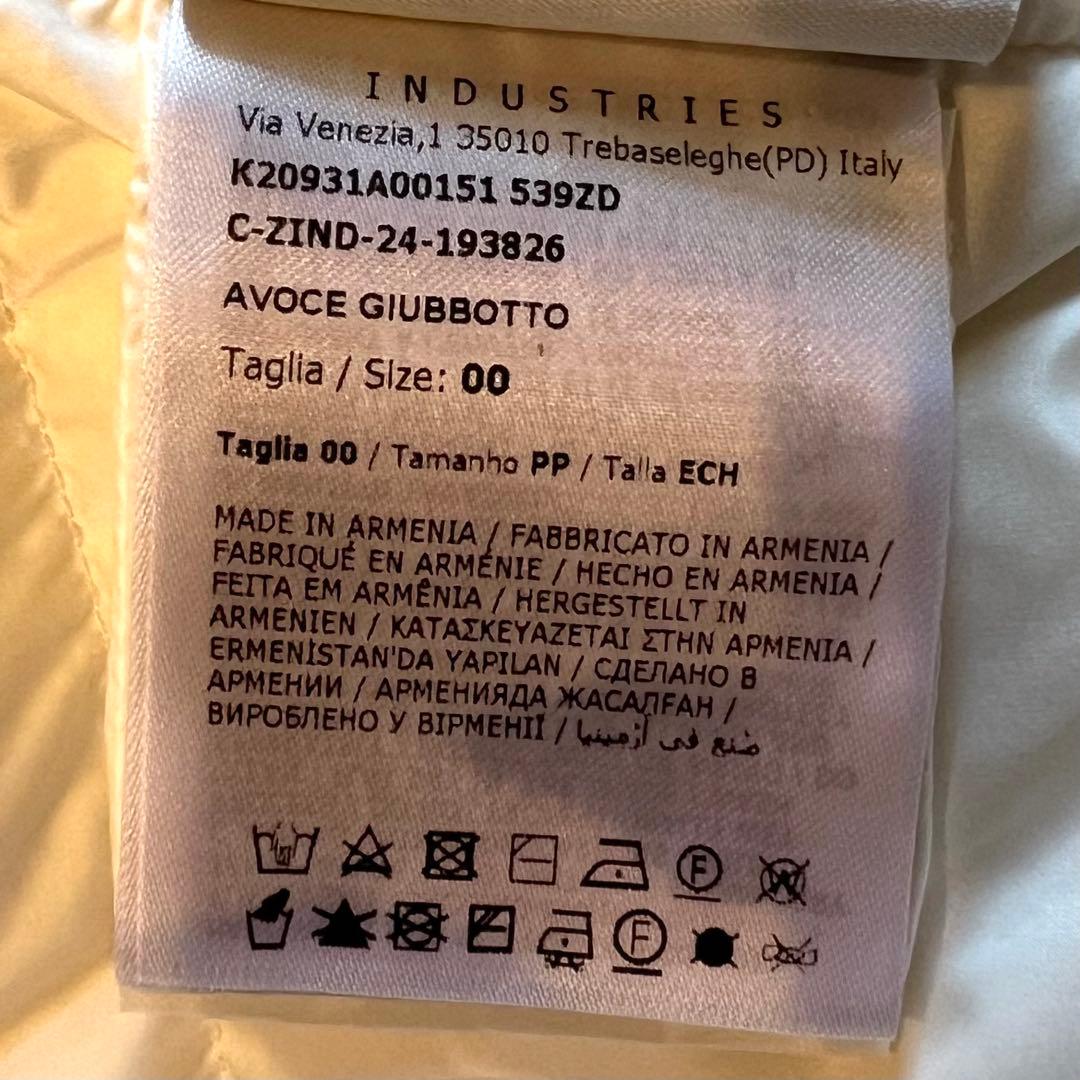 INDUSTRIES
Via Venezia,1 35010 Trebaseleghe(PD) Italy
K20931A00151 539ZD
C-ZIND-24-193826
AVOCE GIUBBOTTO
Taglia / Size: 00
Taglia 00 / Tamanho PP / Talla ECH
MADE IN ARMENIA / FABBRICATO IN ARMENIA /
FABRIQUÉ EN ARMÉNIE / HECHO EN ARMENIA /
FEITA EM ARMÊNIA / HERGESTELLT IN
ARMENIEN / ΚΑΤΑΣΚΕΥΑΖΕΤΑΙ ΣΤΗΝ ΑΡΜΕΝΙΑ /
ERMENİSTAN'DA YAPILAN / СДЕЛАНО В
АРМЕНИИ / АРМЕНИЯДА ЖАСАЛҒАН /
ВИРОБЛЕНО У ВІРМЕНІЇ / صُنع في أرمينيا
F W
F